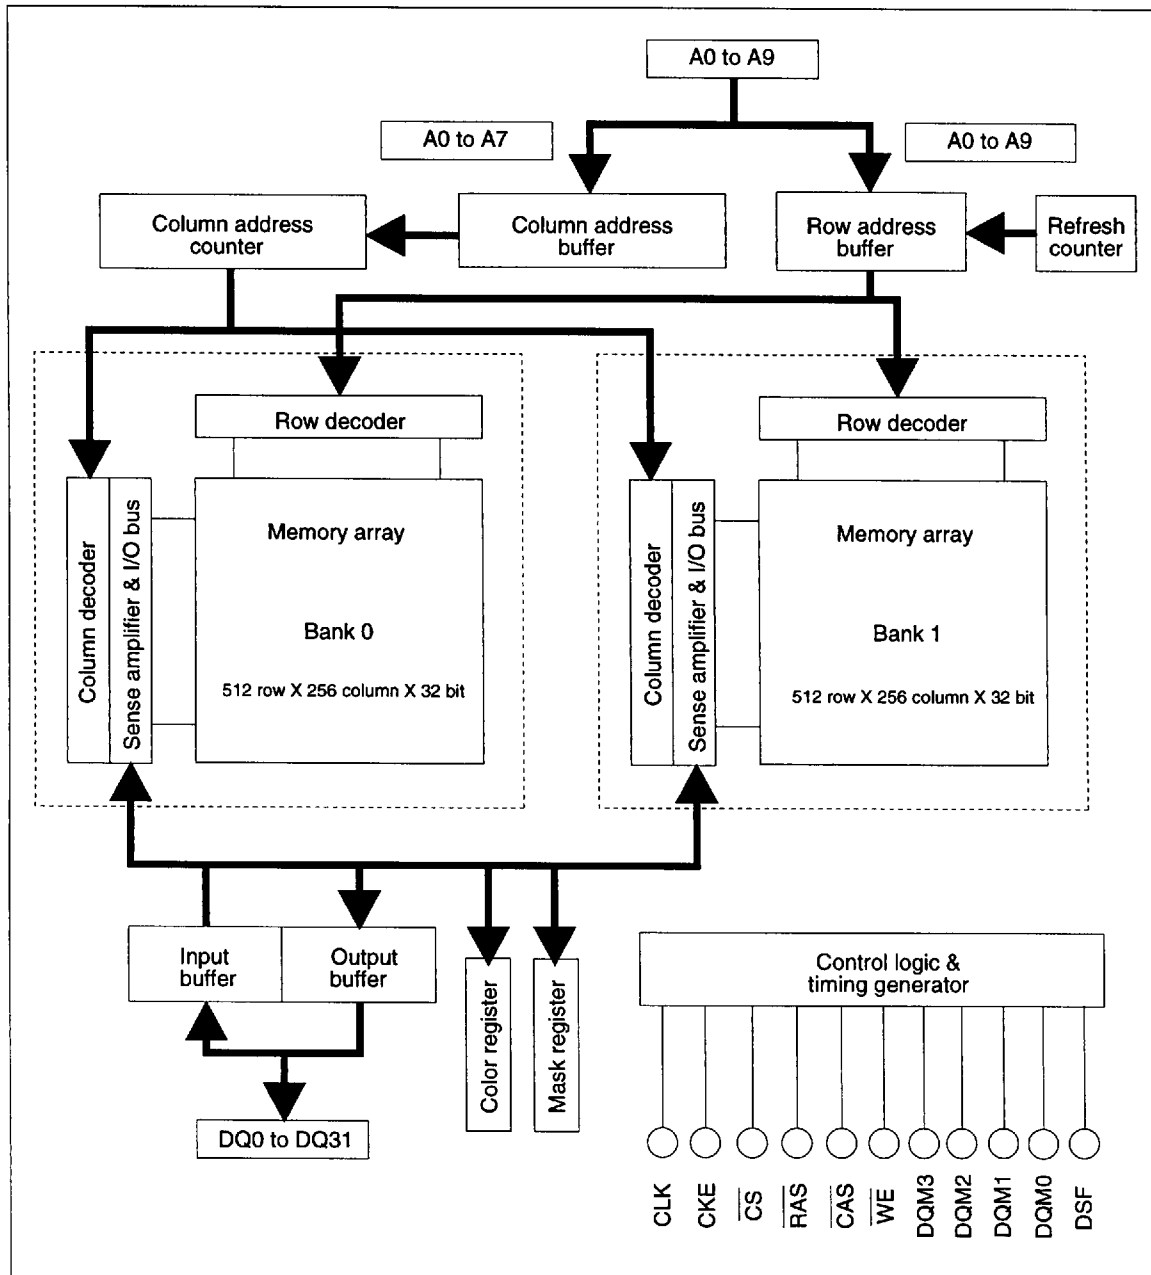 A0 to A9
A0 to A7
A0 to A9
Column address
counter
Column address
buffer
Row address
buffer
Refresh
counter
Row decoder
Row decoder
Column decoder
Sense amplifier & I/O bus
Memory array
Bank 0
512 row X 256 column X 32 bit
Column decoder
Sense amplifier & I/O bus
Memory array
Bank 1
512 row X 256 column X 32 bit
Input
buffer
Output
buffer
Color register
Mask register
Control logic &
timing generator
DQ0 to DQ31
CLK
CKE
C̅S̅
R̅A̅S̅
C̅A̅S̅
W̅E̅
DQM3
DQM2
DQM1
DQM0
DSF